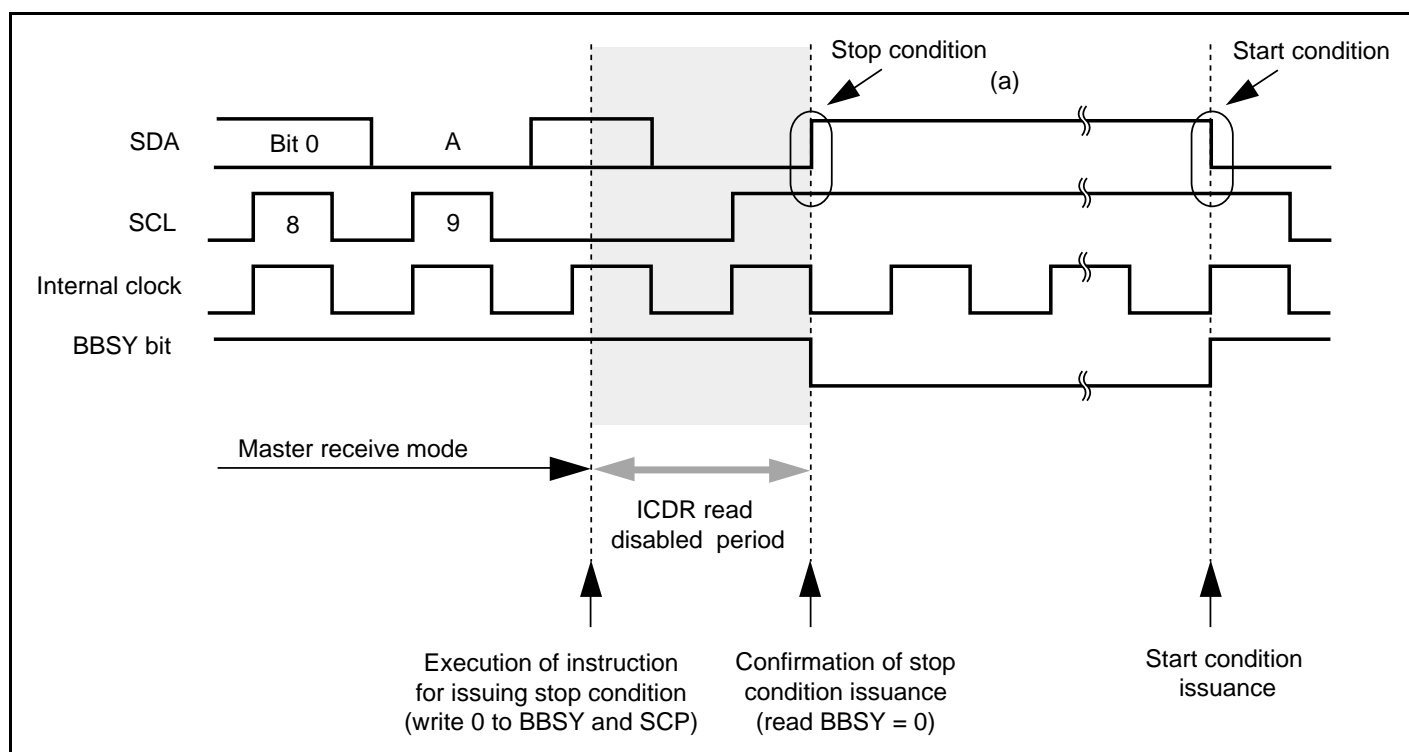 Stop condition
Start condition
(a)
SDA
Bit 0
A
SCL
8
9
Internal clock
BBSY bit
Master receive mode
ICDR read
disabled period
Execution of instruction
for issuing stop condition
(write 0 to BBSY and SCP)
Confirmation of stop
condition issuance
(read BBSY = 0)
Start condition
issuance